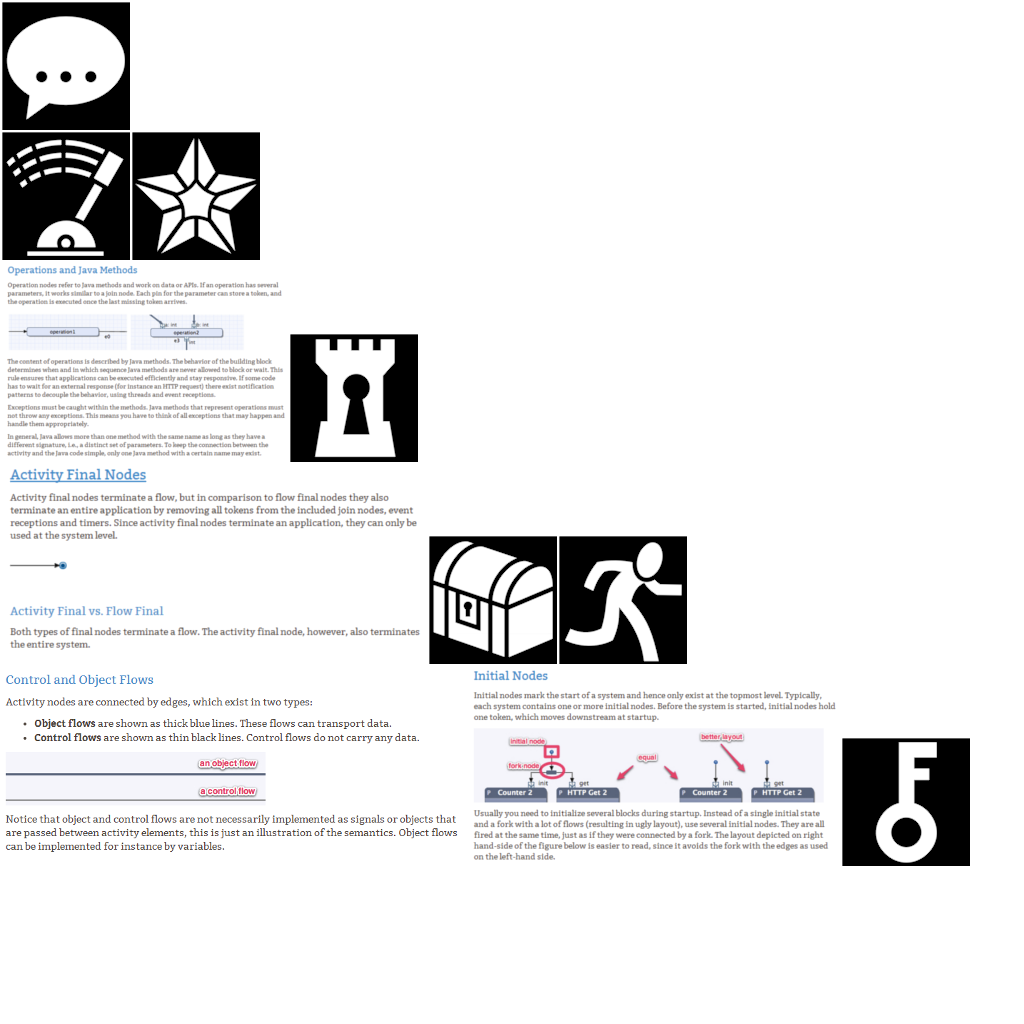 Operations and Java Methods
Operation nodes refer to Java methods and work on data or APIs. If an operation has several
parameters, it works similar to a join node. Each pin for the parameter can store a token, and
the operation is executed once the last missing token arrives.
operation1
e0
int
int
operation2
e3
int
The content of operations is described by Java methods. The behavior of the building block
determines when and in which sequence Java methods are never allowed to block or wait. This
rule ensures that applications can be executed efficiently and stay responsive. If some code
has to wait for an external response (for instance an HTTP request) there exist notification
patterns to decouple the behavior, using threads and event receptions.
Exceptions must be caught within the methods. Java methods that represent operations must
not throw any exceptions. This means you have to think of all exceptions that may happen and
handle them appropriately.
In general, Java allows more than one method with the same name as long as they have a
different signature, i.e., a distinct set of parameters. To keep the connection between the
activity and the Java code simple, only one Java method with a certain name may exist.
Activity Final Nodes
Activity final nodes terminate a flow, but in comparison to flow final nodes they also
terminate an entire application by removing all tokens from the included join nodes, event
receptions and timers. Since activity final nodes terminate an application, they can only be
used at the system level.
Activity Final vs. Flow Final
Both types of final nodes terminate a flow. The activity final node, however, also terminates
the entire system.
Control and Object Flows
Activity nodes are connected by edges, which exist in two types:
• Object flows are shown as thick blue lines. These flows can transport data.
• Control flows are shown as thin black lines. Control flows do not carry any data.
an object flow
a control flow
Notice that object and control flows are not necessarily implemented as signals or objects that
are passed between activity elements, this is just an illustration of the semantics. Object flows
can be implemented for instance by variables.
Initial Nodes
Initial nodes mark the start of a system and hence only exist at the topmost level. Typically,
each system contains one or more initial nodes. Before the system is started, initial nodes hold
one token, which moves downstream at startup.
initial node
better layout
equal
fork node
init
get
init
get
Counter 2
HTTP Get 2
Counter 2
HTTP Get 2
Usually you need to initialize several blocks during startup. Instead of a single initial state
and a fork with a lot of flows (resulting in ugly layout), use several initial nodes. They are all
fired at the same time, just as if they were connected by a fork. The layout depicted on right
hand-side of the figure below is easier to read, since it avoids the fork with the edges as used
on the left-hand side.